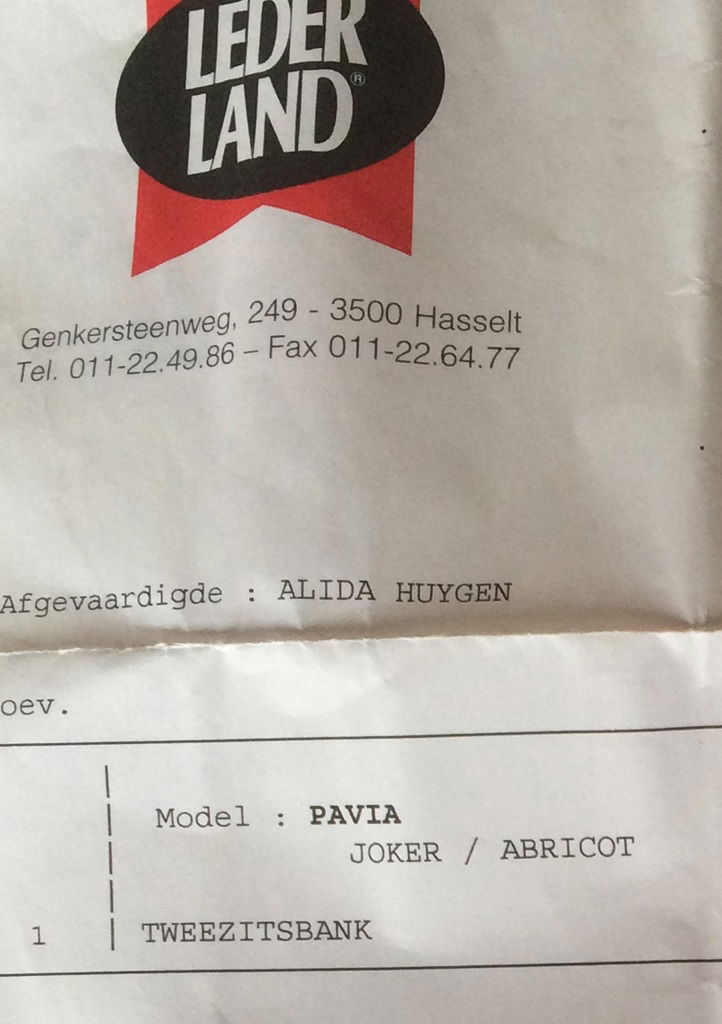 LEDER
LAND®
Genkersteenweg, 249 - 3500 Hasselt
Tel. 011-22.49.86 – Fax 011-22.64.77
Afgevaardigde : ALIDA HUYGEN
oev.
Model : PAVIA
JOKER / ABRICOT
1 | TWEEZITSBANK